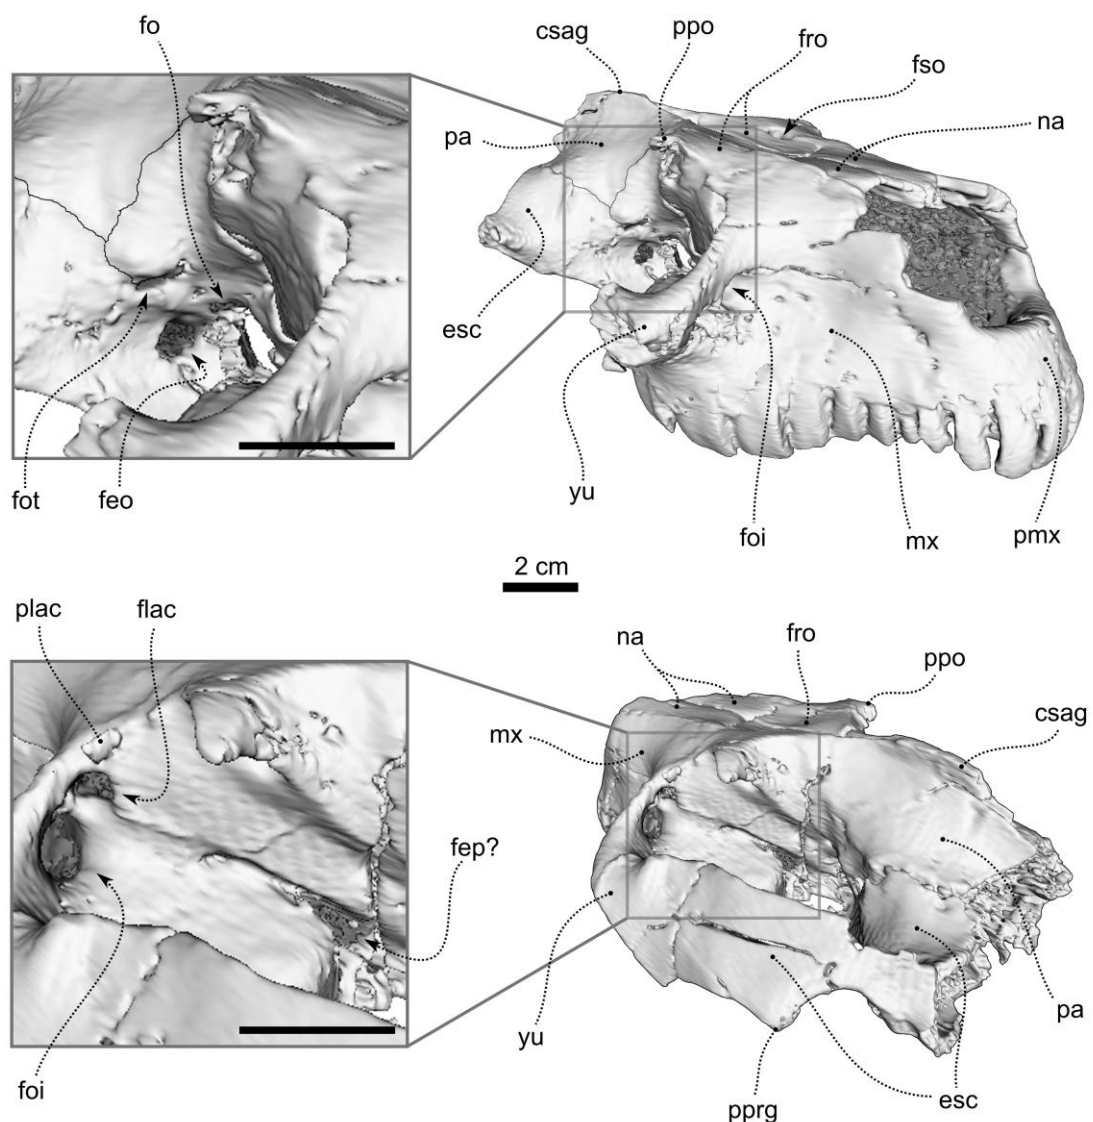 fo
csag
ppo
fro
fso
na
pa
esc
fot
feo
yu
foi
mx
pmx
2 cm
plac
flac
na
fro
ppo
csag
mx
fep?
yu
pa
foi
pprg
esc